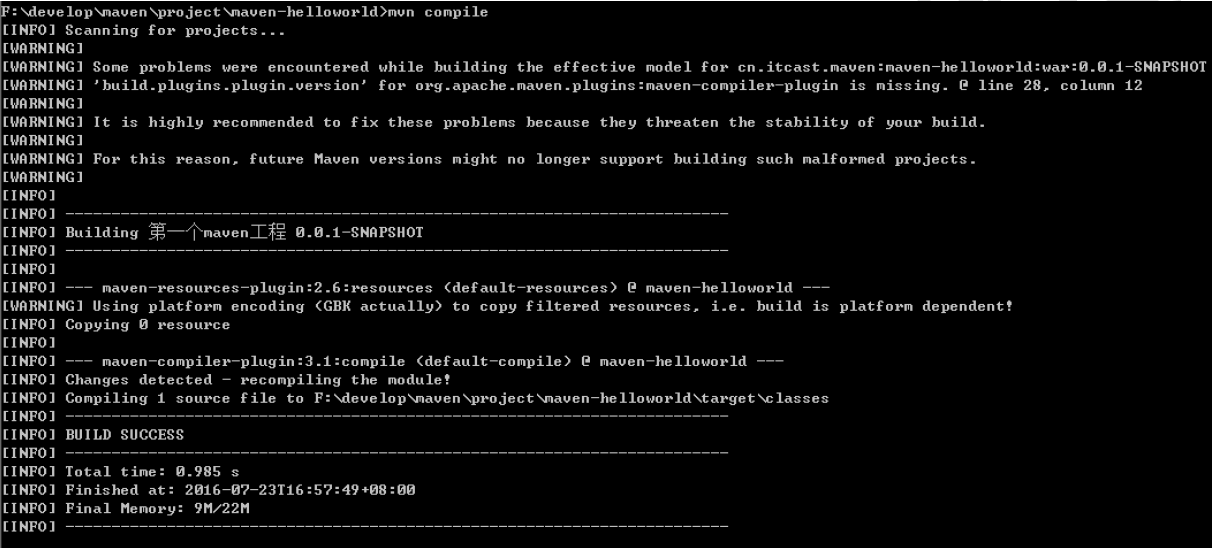 F:\develop\maven\project\maven-helloworld>mvn compile
[INFO] Scanning for projects...
[WARNING]
[WARNING] Some problems were encountered while building the effective model for cn.itcast.maven:maven-helloworld:war:0.0.1-SNAPSHOT
[WARNING] 'build.plugins.plugin.version' for org.apache.maven.plugins:maven-compiler-plugin is missing. @ line 28, column 12
[WARNING]
[WARNING] It is highly recommended to fix these problems because they threaten the stability of your build.
[WARNING]
[WARNING] For this reason, future Maven versions might no longer support building such malformed projects.
[WARNING]
[INFO]
[INFO] ------------------------------------------------------------------------
[INFO] Building 第一个maven工程 0.0.1-SNAPSHOT
[INFO] ------------------------------------------------------------------------
[INFO]
[INFO] --- maven-resources-plugin:2.6:resources (default-resources) @ maven-helloworld ---
[WARNING] Using platform encoding (GBK actually) to copy filtered resources, i.e. build is platform dependent!
[INFO] Copying 0 resource
[INFO]
[INFO] --- maven-compiler-plugin:3.1:compile (default-compile) @ maven-helloworld ---
[INFO] Changes detected - recompiling the module!
[INFO] Compiling 1 source file to F:\develop\maven\project\maven-helloworld\target\classes
[INFO] ------------------------------------------------------------------------
[INFO] BUILD SUCCESS
[INFO] ------------------------------------------------------------------------
[INFO] Total time: 0.985 s
[INFO] Finished at: 2016-07-23T16:57:49+08:00
[INFO] Final Memory: 9M/22M
[INFO] ------------------------------------------------------------------------